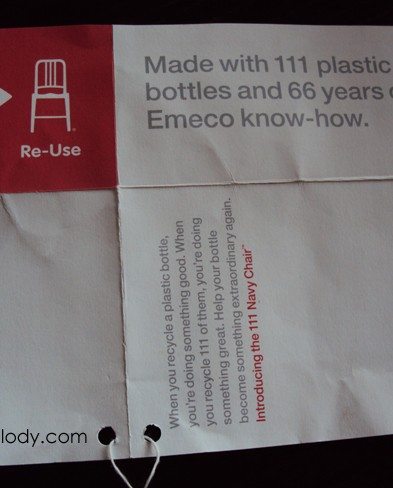 Re-Use
Made with 111 plastic
bottles and 66 years
Emeco know-how.
When you recycle a plastic bottle,
you're doing something good. When
you recycle 111 of them, you're doing
something great. Help your bottle
become something extraordinary again.
Introducing the 111 Navy Chair™
lody.com